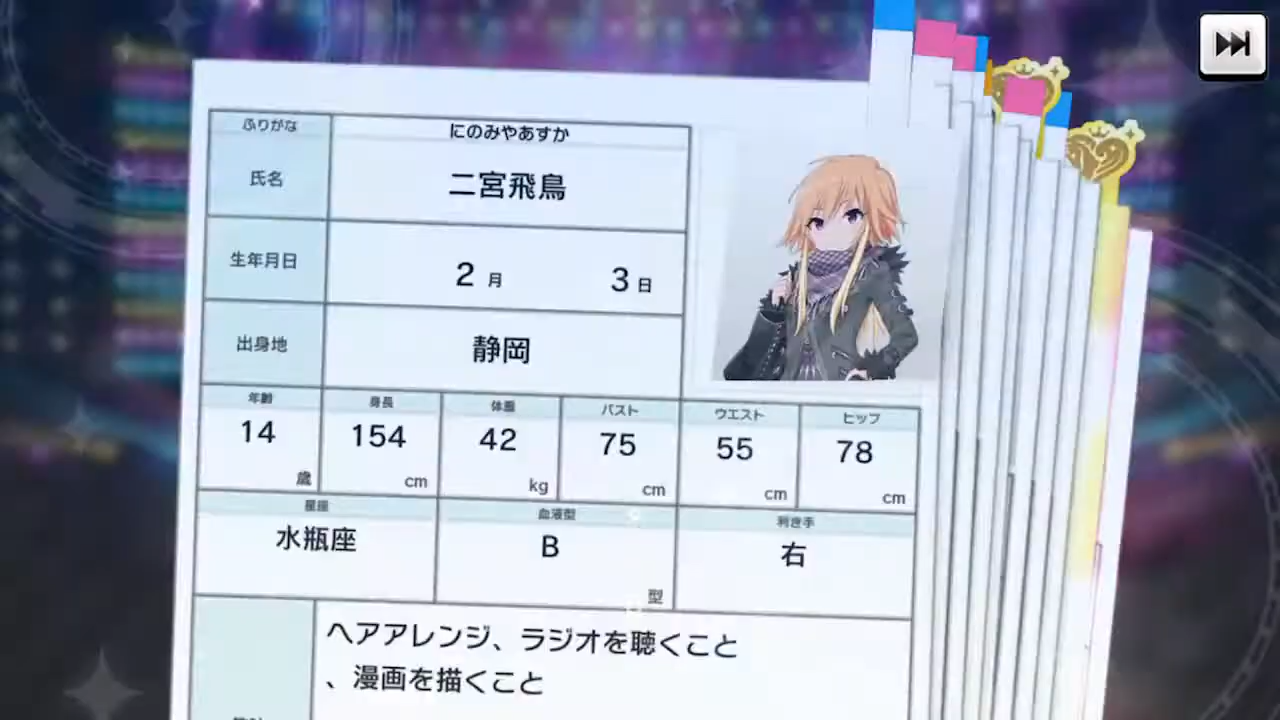 ふりがな
にのみやあすか
氏名
二宮飛鳥
生年月日
2月 3日
出身地
静岡
年齢 身長 体重 バスト ウエスト ヒップ
14 154 42 75 55 78
歳 cm kg cm cm cm
星座 血液型 利き手
水瓶座 B 右
型
ヘアアレンジ、ラジオを聴くこと
、漫画を描くこと